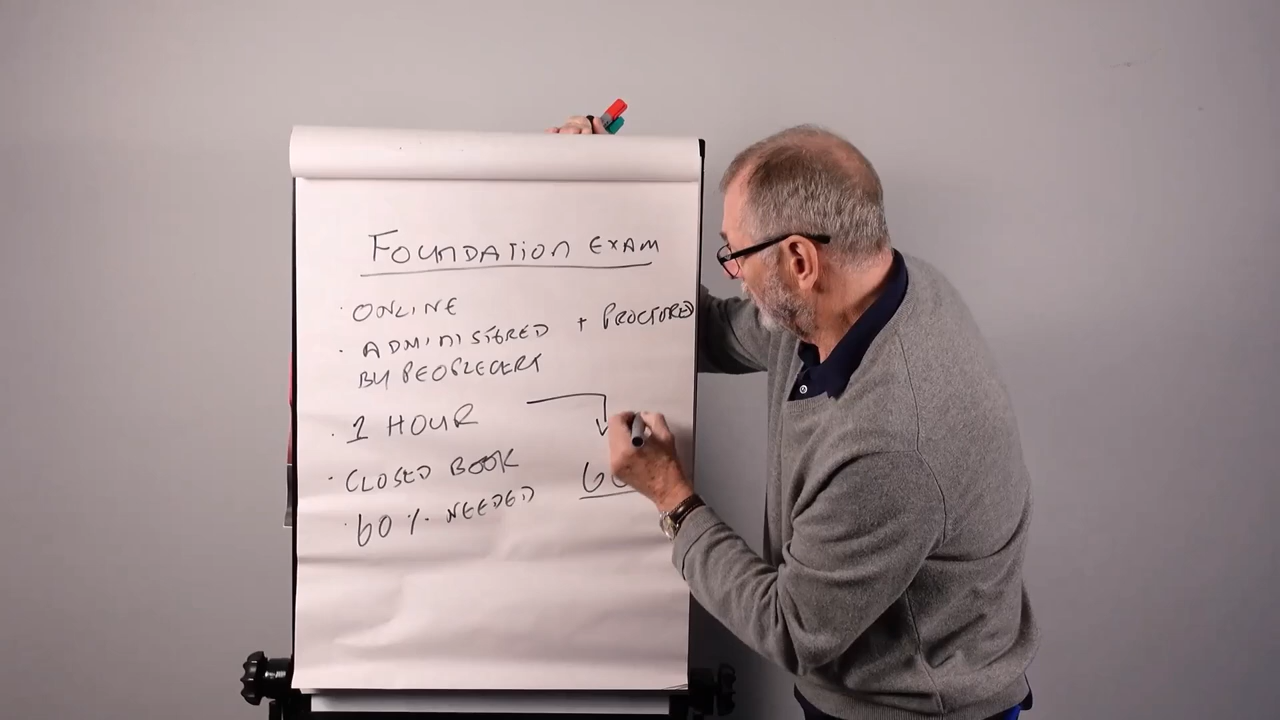 FOUNDATION EXAM
· ONLINE
· ADMINISTERED + PROCTORED
BY PEOPLECERT
· 1 HOUR
· CLOSED BOOK
· 60% NEEDED